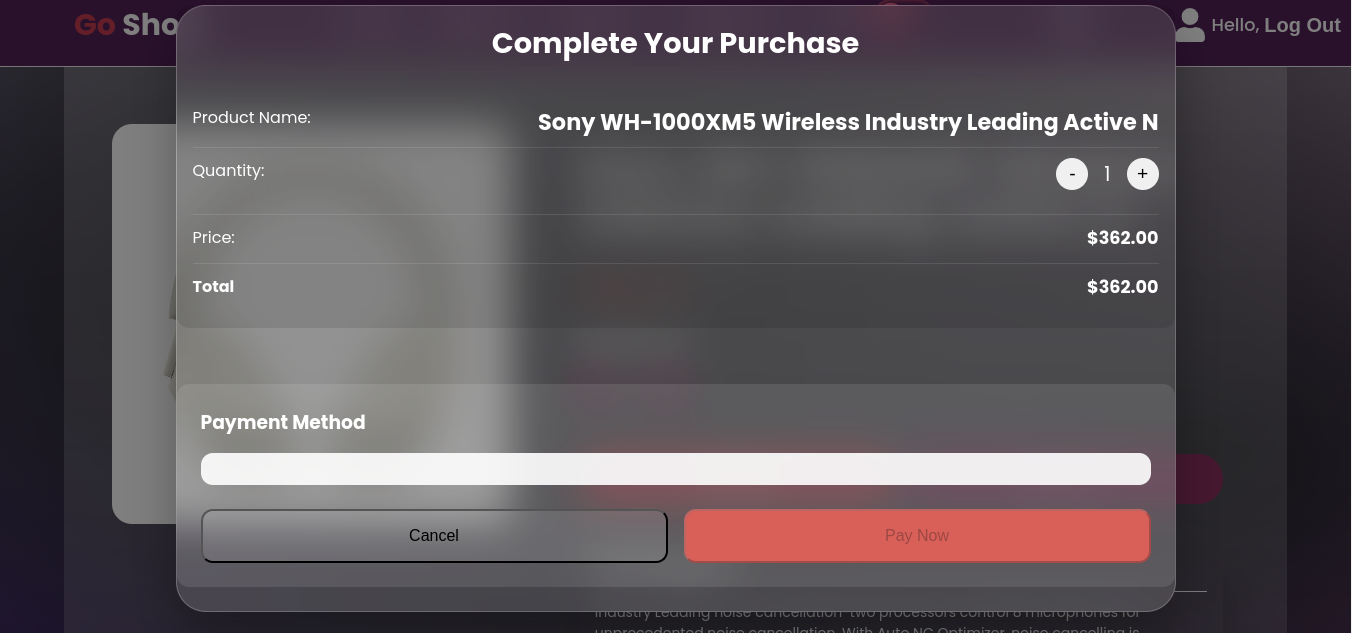 Go Sho
Hello, Log Out
Complete Your Purchase
Product Name:
Sony WH-1000XM5 Wireless Industry Leading Active N
Quantity:
- 1 +
Price:
$362.00
Total
$362.00
Payment Method
Cancel
Pay Now
Industry Leading noise cancellation-two processors control 8 microphones for
unprecedented noise cancellation. With Auto NC Optimizer, noise cancelling is